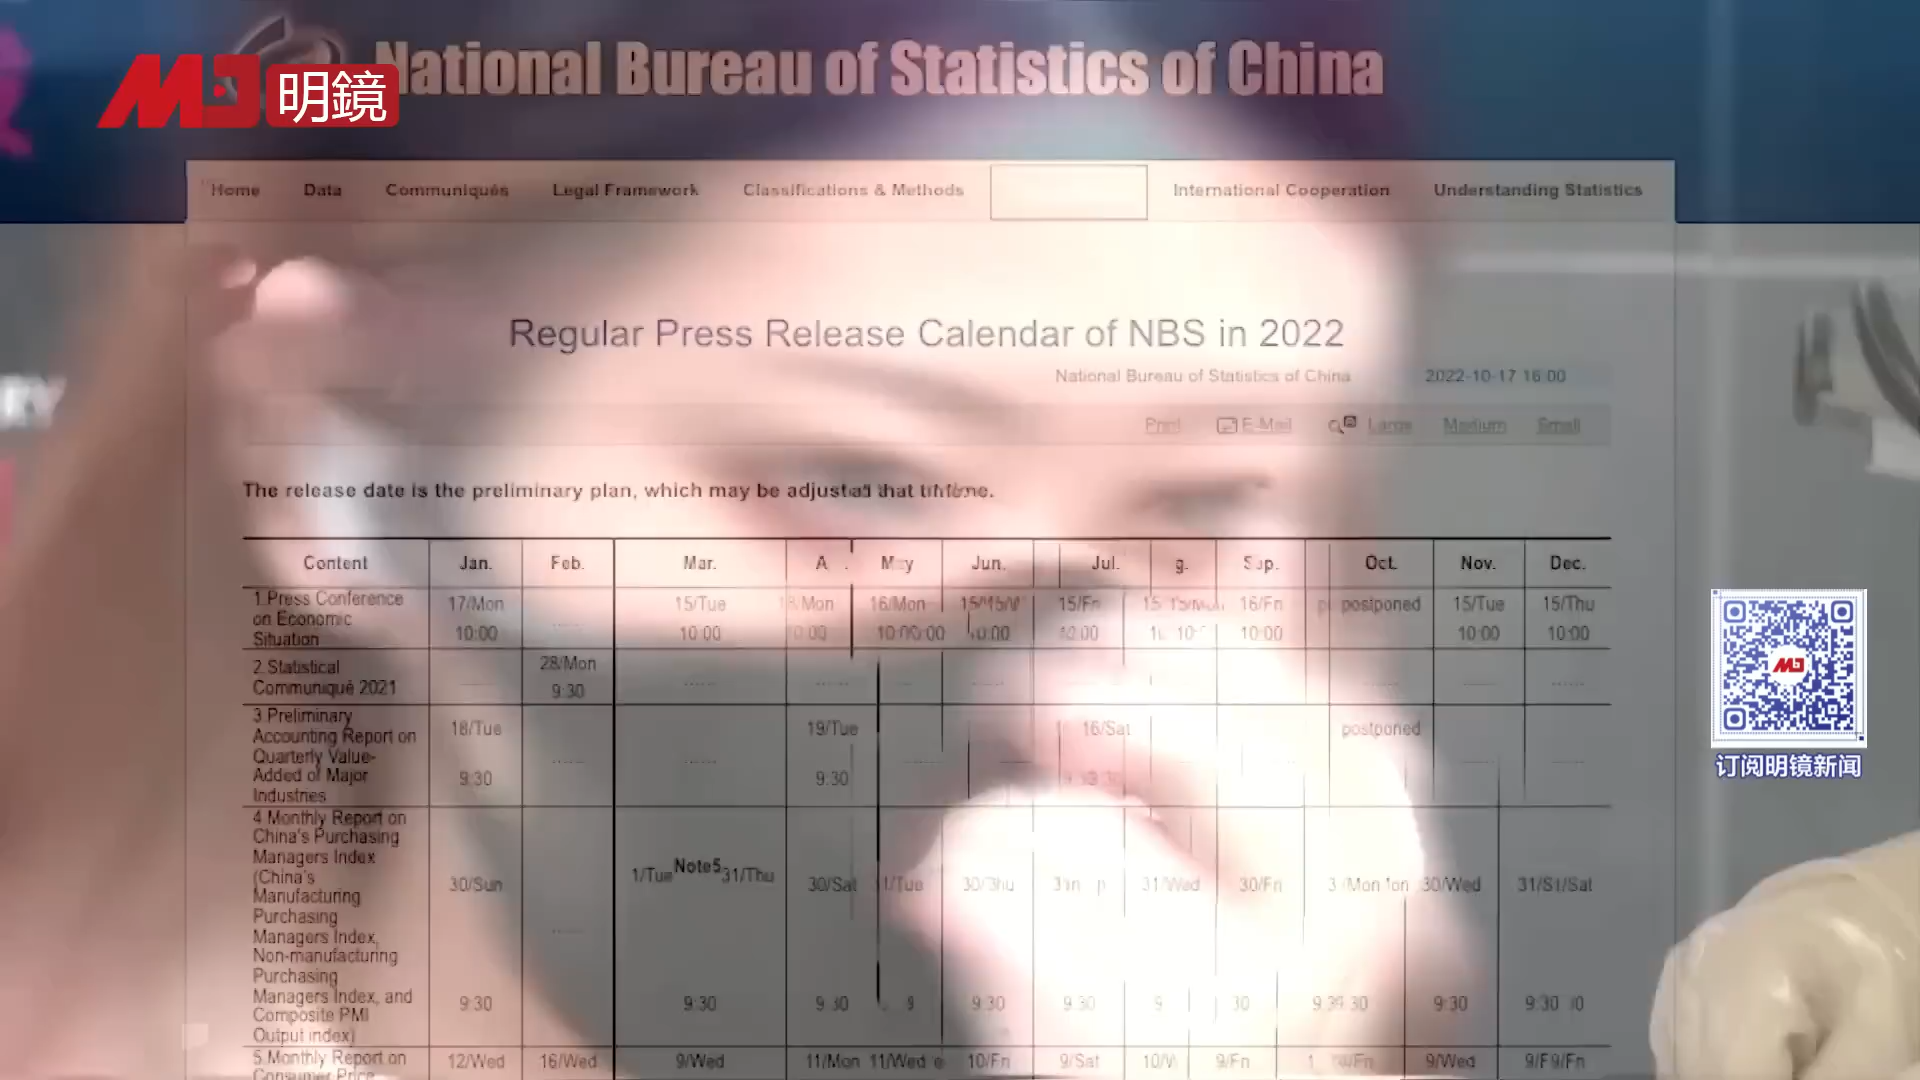 National Bureau of Statistics of China
明鏡
Home Data Communiqués Legal Framework Classifications & Methods International Cooperation Understanding Statistics
Regular Press Release Calendar of NBS in 2022
National Bureau of Statistics of China 2022-10-17 16:00
Print E-Mail Large Medium Small
The release date is the preliminary plan, which may be
Content Jan. Feb. Mar. Jun. Jul. Oct. Nov. Dec.
1.Press Conference on Economic Situation
17/Mon ...... 15/Tue 16/Mon 15/Fri 16/Fri postponed 15/Tue 15/Thu
10:00 10:00 10:00 10:00 10:00 10:00
2.Statistical Communiqué 2021
28/Mon
9:30
3.Preliminary Accounting Report on Quarterly Value-Added of Major Industries
18/Tue 19/Tue 16/Sat postponed
9:30 9:30
4.Monthly Report on China's Purchasing Managers Index (China's Manufacturing Purchasing Managers Index, Non-manufacturing Purchasing Managers Index, and Composite PMI Output index)
30/Sun 1/Tue Note5 31/Thu 30/Sat 30/Thu 31/Wed 30/Fri 30/Wed
9:30 9:30 9:30 9:30 9:30 9:30 9:30
5.Monthly Report on Consumer Price
12/Wed 16/Wed 9/Wed 11/Mon 11/Wed 10/Fri 9/Sat 9/Fri 9/Wed
订阅明镜新闻